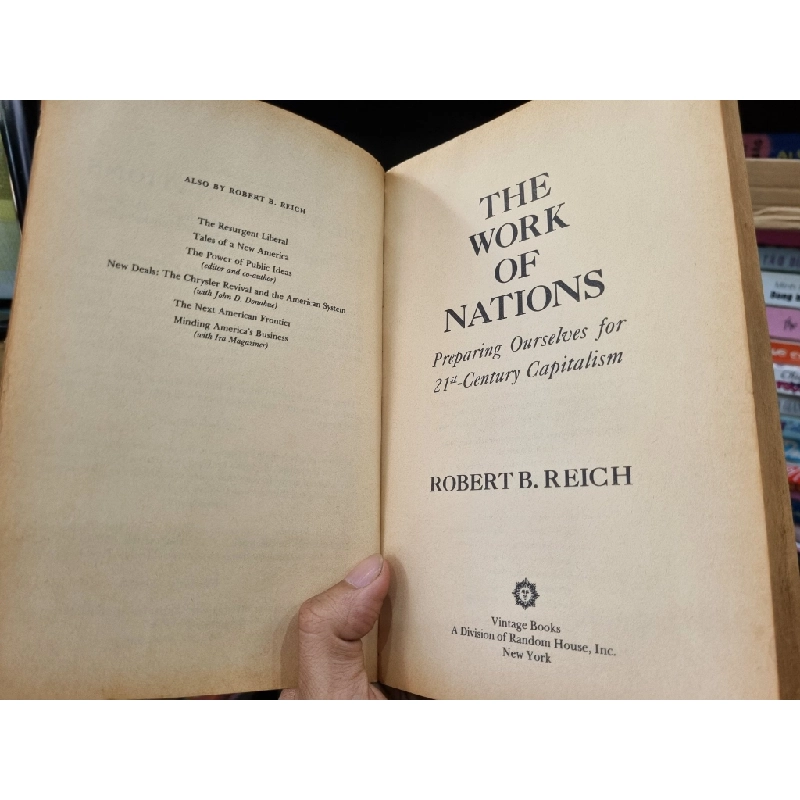 ALSO BY ROBERT B. REICH
The Resurgent Liberal
Tales of a New America
The Power of Public Ideas
(editor and co-author)
New Deals: The Chrysler Revival and the American System
(with John D. Donahue)
The Next American Frontier
Minding America's Business
(with Ira Magaziner)
THE
WORK
OF
NATIONS
Preparing Ourselves for
21st-Century Capitalism
ROBERT B. REICH
Vintage Books
A Division of Random House, Inc.
New York